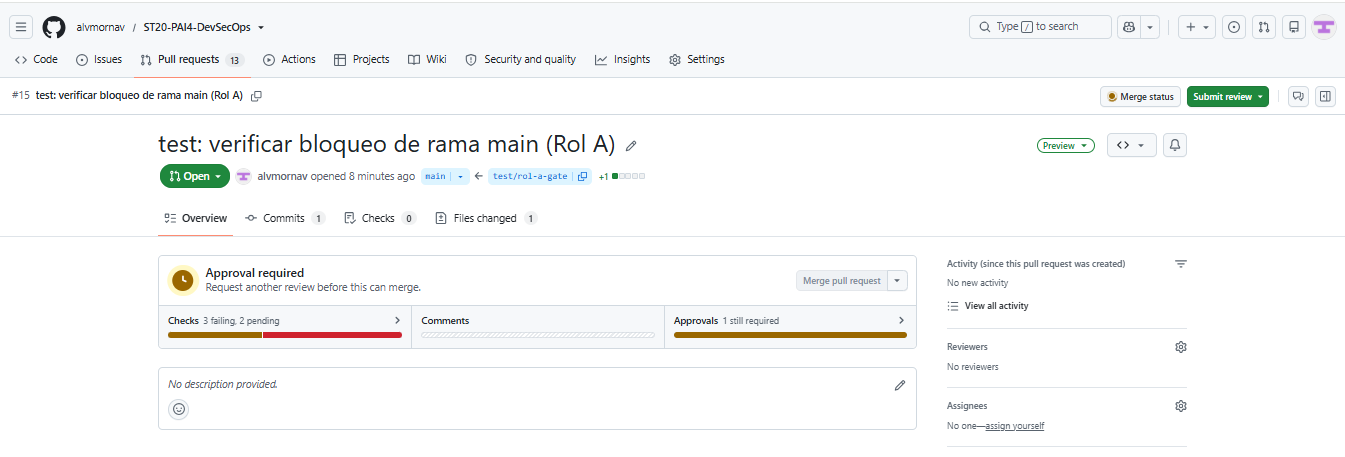 alvmornav / ST20-PAI4-DevSecOps
Type / to search
Code
Issues
Pull requests 13
Actions
Projects
Wiki
Security and quality
Insights
Settings
#15 test: verificar bloqueo de rama main (Rol A)
Merge status
Submit review
test: verificar bloqueo de rama main (Rol A)
Preview
Open
alvmornav opened 8 minutes ago
main
test/rol-a-gate
+1
Overview
Commits 1
Checks 0
Files changed 1
Approval required
Request another review before this can merge.
Merge pull request
Checks 3 failing, 2 pending
Comments
Approvals 1 still required
No description provided.
Activity (since this pull request was created)
No new activity
View all activity
Reviewers
No reviewers
Assignees
No one—assign yourself